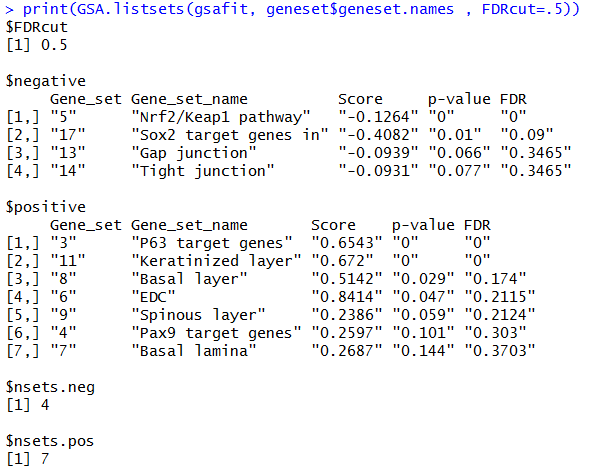 > print(GSA.listsets(gsafit, geneset$geneset.names , FDRcut=.5))
$FDRcut
[1] 0.5
$negative
Gene_set Gene_set_name Score p-value FDR
[1,] "5" "Nrf2/Keap1 pathway" "-0.1264" "0" "0"
[2,] "17" "Sox2 target genes in" "-0.4082" "0.01" "0.09"
[3,] "13" "Gap junction" "-0.0939" "0.066" "0.3465"
[4,] "14" "Tight junction" "-0.0931" "0.077" "0.3465"
$positive
Gene_set Gene_set_name Score p-value FDR
[1,] "3" "P63 target genes" "0.6543" "0" "0"
[2,] "11" "Keratinized layer" "0.672" "0" "0"
[3,] "8" "Basal layer" "0.5142" "0.029" "0.174"
[4,] "6" "EDC" "0.8414" "0.047" "0.2115"
[5,] "9" "Spinous layer" "0.2386" "0.059" "0.2124"
[6,] "4" "Pax9 target genes" "0.2597" "0.101" "0.303"
[7,] "7" "Basal lamina" "0.2687" "0.144" "0.3703"
$nsets.neg
[1] 4
$nsets.pos
[1] 7